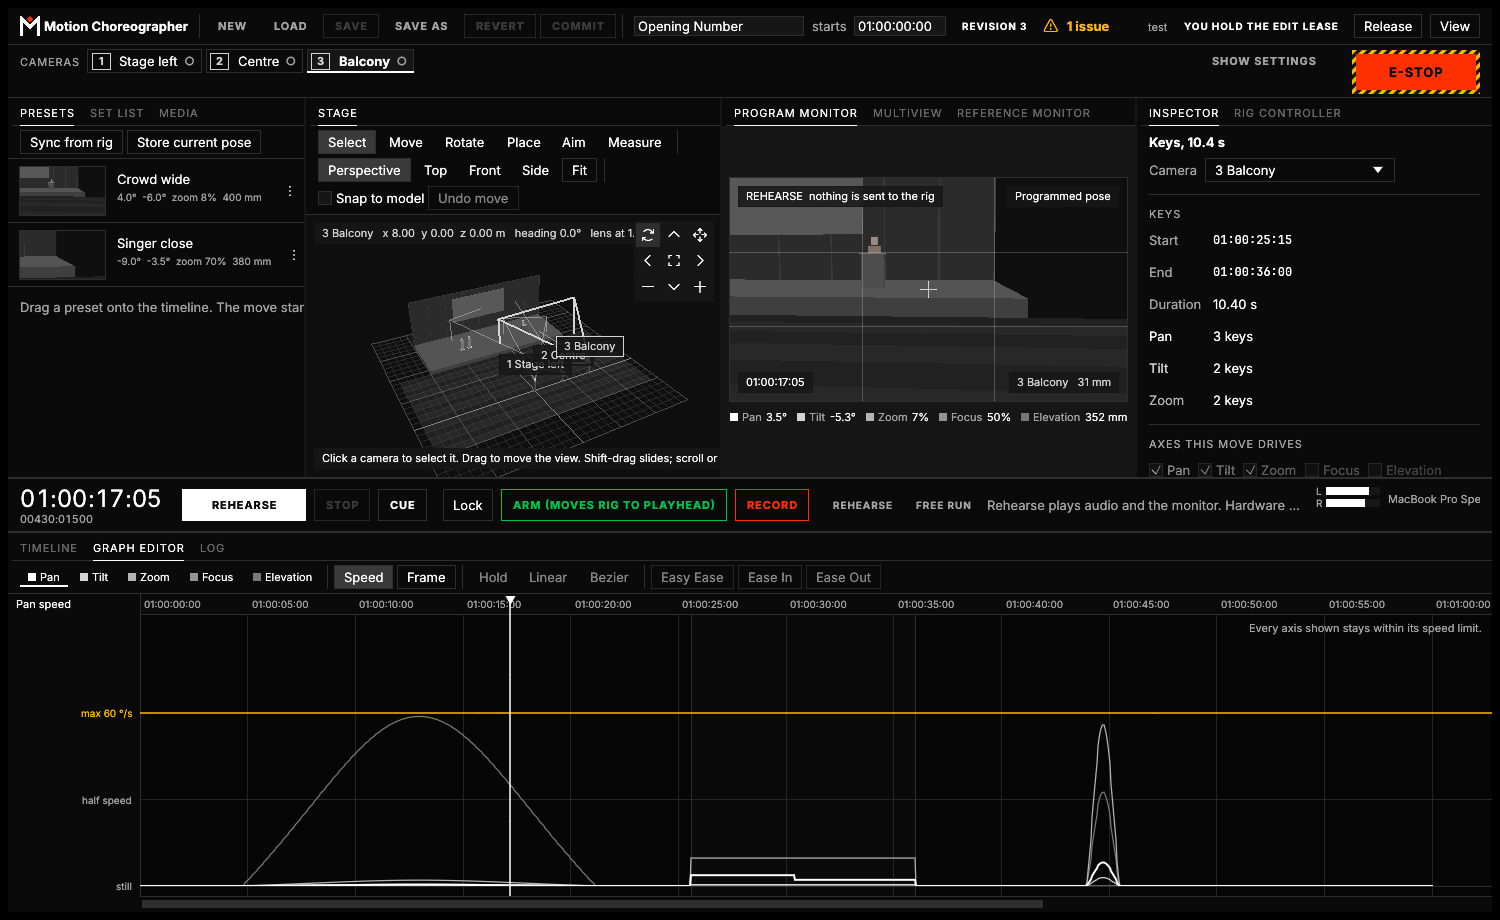 Motion Choreographer
NEW LOAD SAVE SAVE AS REVERT COMMIT
Opening Number starts 01:00:00:00 REVISION 3 1 issue
test YOU HOLD THE EDIT LEASE Release View
CAMERAS 1 Stage left 2 Centre 3 Balcony
SHOW SETTINGS E-STOP
PRESETS SET LIST MEDIA
Sync from rig Store current pose
Crowd wide
4.0° -6.0° zoom 8% 400 mm
Singer close
-9.0° -3.5° zoom 70% 380 mm
Drag a preset onto the timeline. The move star
STAGE
Select Move Rotate Place Aim Measure
Perspective Top Front Side Fit
Snap to model Undo move
3 Balcony x 8.00 y 0.00 z 0.00 m heading 0.0° lens at 1.
3 Balcony
2 Centre
1 Stage left
Click a camera to select it. Drag to move the view. Shift-drag slides; scroll or
PROGRAM MONITOR MULTIVIEW REFERENCE MONITOR
REHEARSE nothing is sent to the rig
Programmed pose
01:00:17:05
3 Balcony 31 mm
Pan 3.5° Tilt -5.3° Zoom 7% Focus 50% Elevation 352 mm
INSPECTOR RIG CONTROLLER
Keys, 10.4 s
Camera 3 Balcony
KEYS
Start 01:00:25:15
End 01:00:36:00
Duration 10.40 s
Pan 3 keys
Tilt 2 keys
Zoom 2 keys
AXES THIS MOVE DRIVES
Pan Tilt Zoom Focus Elevation
01:00:17:05
00430:01500
REHEARSE STOP CUE Lock ARM (MOVES RIG TO PLAYHEAD) RECORD
REHEARSE FREE RUN Rehearse plays audio and the monitor. Hardware ...
L
R
MacBook Pro Spe
TIMELINE GRAPH EDITOR LOG
Pan Tilt Zoom Focus Elevation Speed Frame Hold Linear Bezier Easy Ease Ease In Ease Out
Pan speed 01:00:00:00 01:00:05:00 01:00:10:00 01:00:15:00 01:00:20:00 01:00:25:00 01:00:30:00 01:00:35:00 01:00:40:00 01:00:45:00 01:00:50:00 01:00:55:00 01:01:00:00
Every axis shown stays within its speed limit.
max 60 °/s
half speed
still